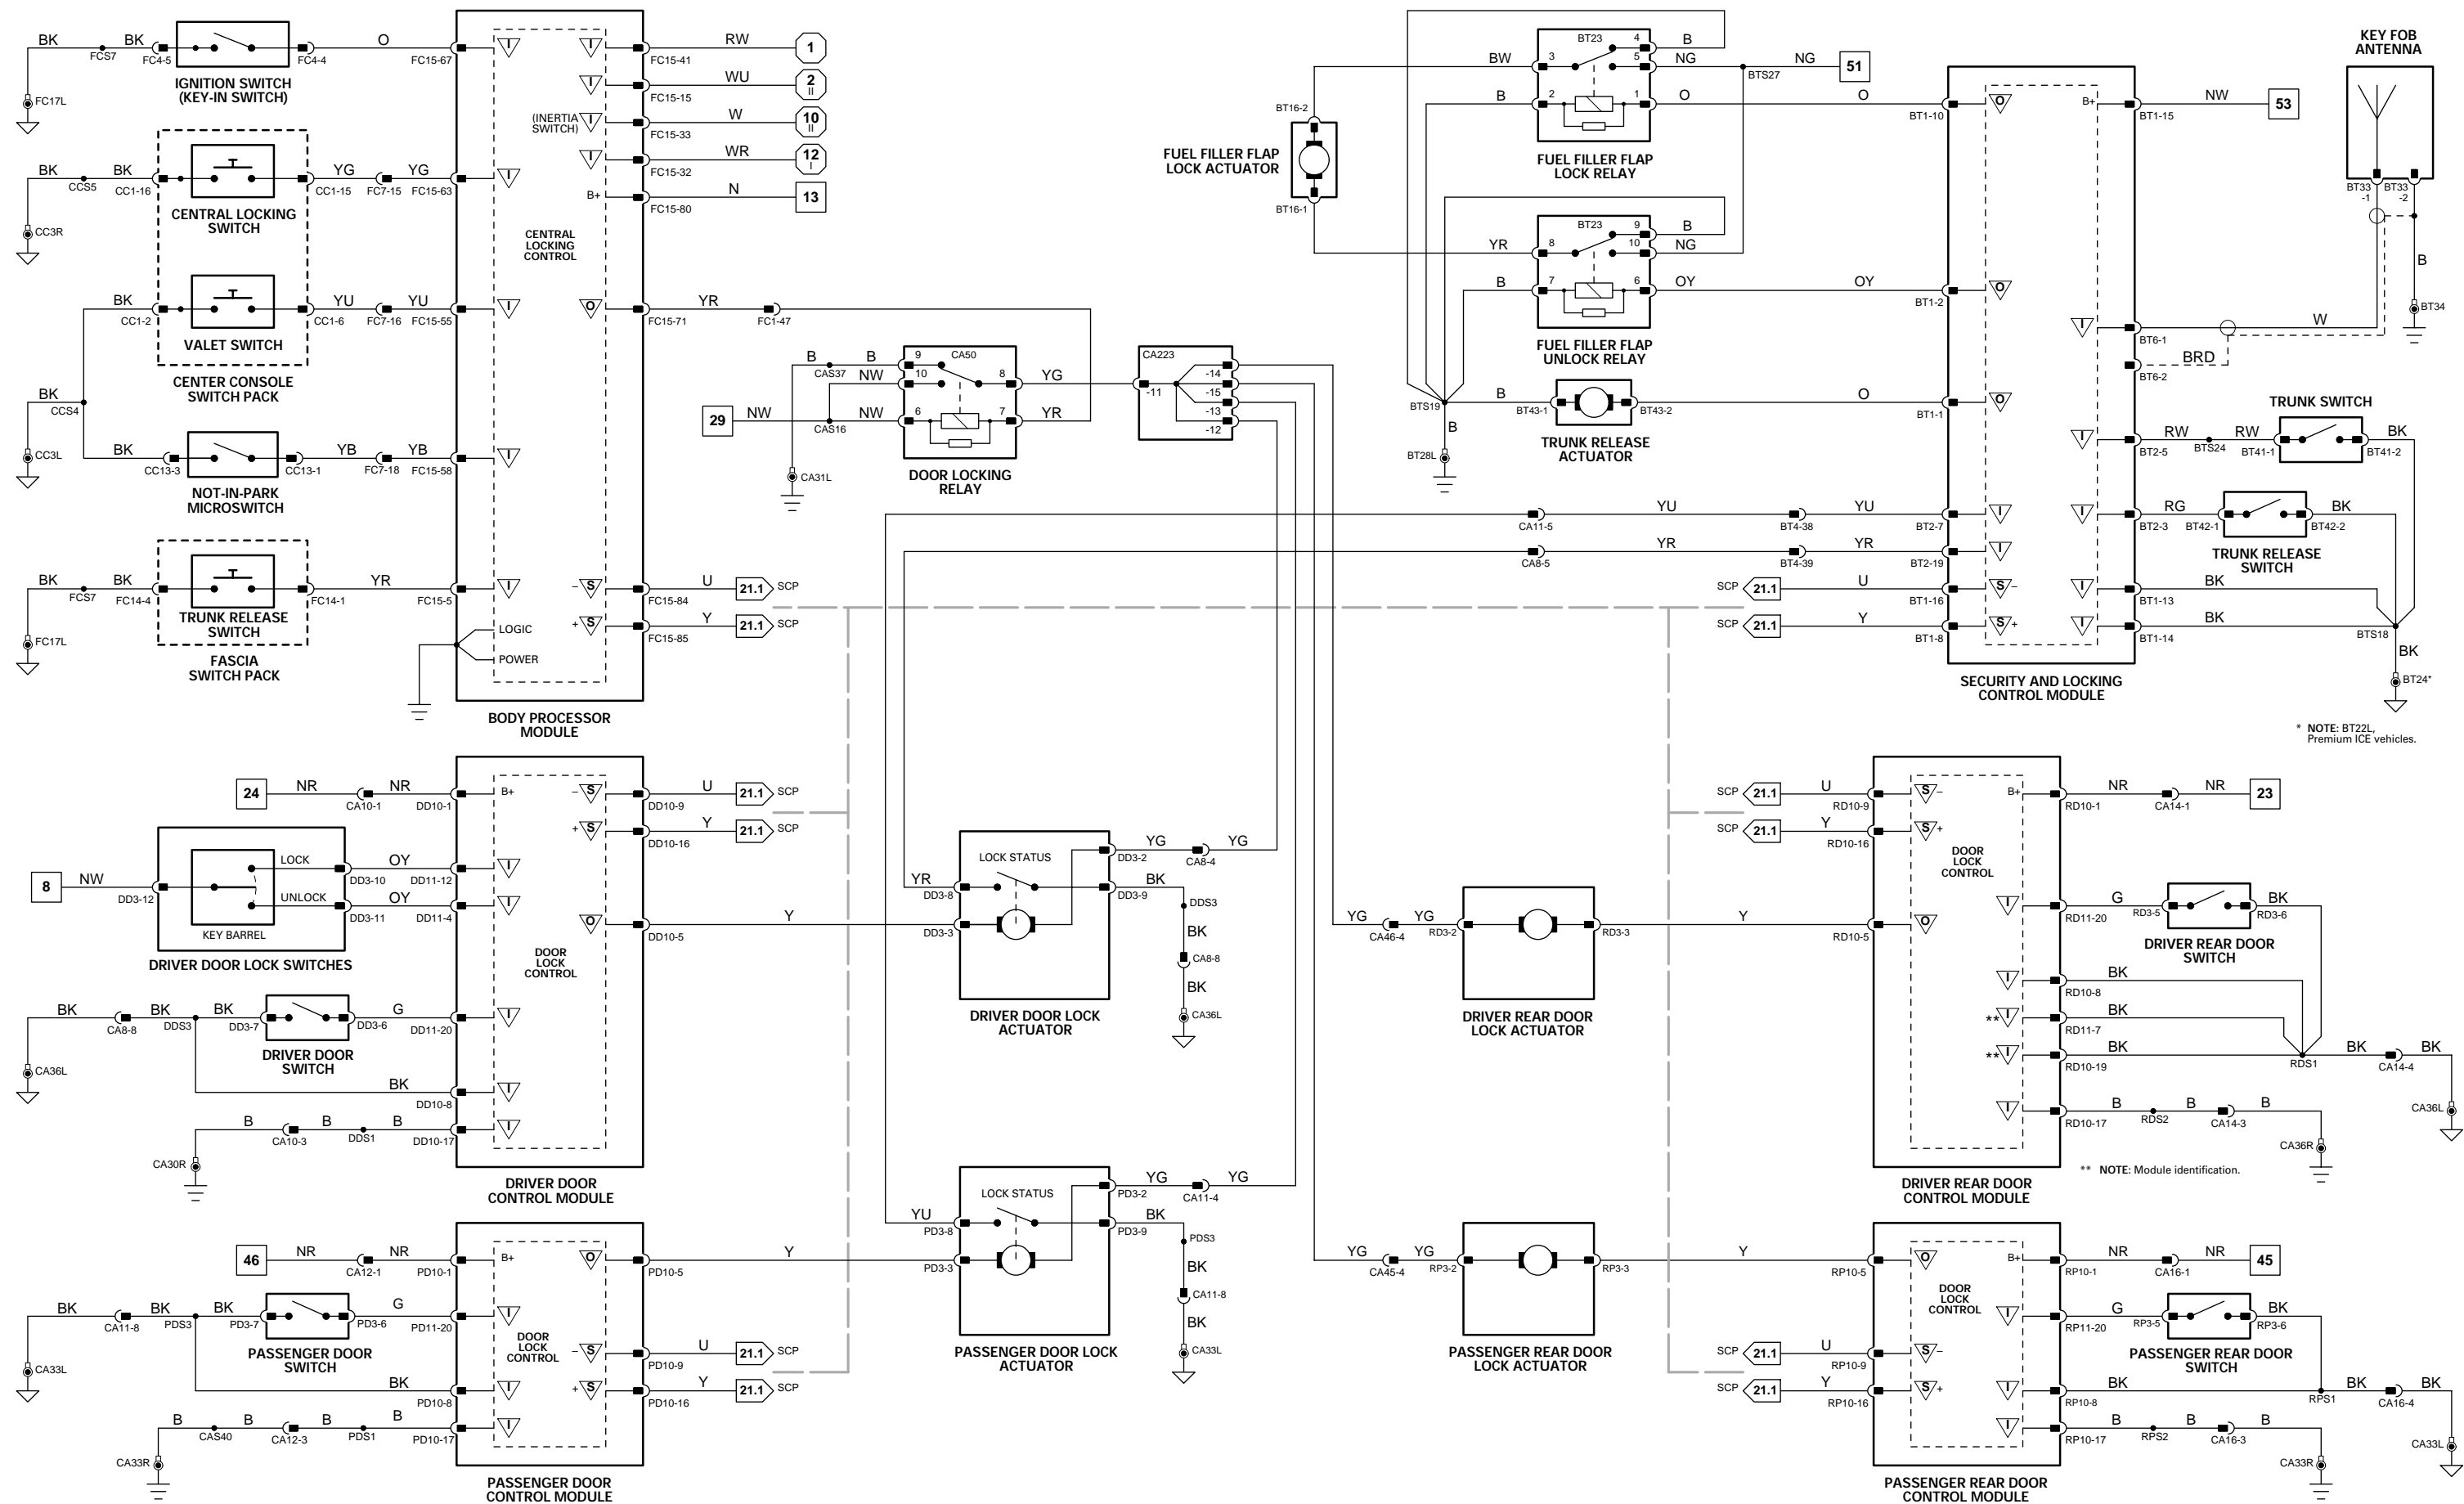 BK
FCS7
BK
FC4-5
FC4-4
O
FC15-67
FC17L
IGNITION SWITCH
(KEY-IN SWITCH)
BK
CCS5
BK
CC1-16
CC1-15
YG
FC7-15
YG
FC15-63
CC3R
CENTRAL LOCKING
SWITCH
BK
CC1-2
CC1-6
YU
FC7-16
YU
FC15-55
VALET SWITCH
CENTER CONSOLE
SWITCH PACK
BK
CCS4
CC3L
BK
CC13-3
CC13-1
YB
FC7-18
YB
FC15-58
NOT-IN-PARK
MICROSWITCH
BK
FCS7
BK
FC14-4
FC14-1
YR
FC15-5
FC17L
TRUNK RELEASE
SWITCH
FASCIA
SWITCH PACK
I
I
I
I
I
I
I
(INERTIA
SWITCH)
I
I
B+
CENTRAL
LOCKING
CONTROL
O
– S
+ S
LOGIC
POWER
BODY PROCESSOR
MODULE
FC15-41
RW
1
FC15-15
WU
2
II
FC15-33
W
10
II
FC15-32
WR
12
I
FC15-80
N
13
FC15-71
YR
FC1-47
FC15-84
U
21.1
SCP
FC15-85
Y
21.1
SCP
B
CAS37
B
NW
29
NW
CAS16
NW
CA31L
9
CA50
10
8
6
7
YG
YR
DOOR LOCKING
RELAY
CA223
-11
-14
-15
-13
-12
FUEL FILLER FLAP
LOCK ACTUATOR
BT16-2
BT16-1
BW
B
3
BT23
4
5
2
1
B
NG
BTS27
NG
51
O
O
BT1-10
FUEL FILLER FLAP
LOCK RELAY
YR
B
8
BT23
9
10
7
6
B
NG
OY
OY
BT1-2
FUEL FILLER FLAP
UNLOCK RELAY
BTS19
B
BT43-1
BT43-2
O
BT1-1
B
BT28L
TRUNK RELEASE
ACTUATOR
CA11-5
YU
BT4-38
YU
BT2-7
CA8-5
YR
BT4-39
YR
BT2-19
SCP
21.1
U
BT1-16
SCP
21.1
Y
BT1-8
O
O
O
I
I
S –
S +
B+
I
I
I
I
I
SECURITY AND LOCKING
CONTROL MODULE
BT1-15
NW
53
KEY FOB
ANTENNA
BT33
-1
BT33
-2
B
BT34
BT6-1
W
BT6-2
BRD
TRUNK SWITCH
BT2-5
RW
BTS24
RW
BT41-1
BT41-2
BK
BT2-3
RG
BT42-1
BT42-2
BK
TRUNK RELEASE
SWITCH
BT1-13
BK
BT1-14
BK
BTS18
BK
BT24*
* NOTE: BT22L,
Premium ICE vehicles.
24
NR
CA10-1
NR
DD10-1
8
NW
DD3-12
LOCK
UNLOCK
KEY BARREL
DD3-10
OY
DD11-12
DD3-11
OY
DD11-4
DRIVER DOOR LOCK SWITCHES
BK
CA8-8
BK
DDS3
BK
DD3-7
DD3-6
G
DD11-20
DRIVER DOOR
SWITCH
CA36L
BK
DD10-8
B
CA10-3
B
DDS1
B
DD10-17
CA30R
B+
I
I
I
I
I
– S
+ S
O
DOOR
LOCK
CONTROL
DD10-9
U
21.1
SCP
DD10-16
Y
21.1
SCP
DD10-5
Y
DRIVER DOOR
CONTROL MODULE
LOCK STATUS
YR
DD3-8
DD3-3
DD3-2
YG
CA8-4
YG
DD3-9
BK
DDS3
BK
CA8-8
BK
CA36L
DRIVER DOOR LOCK
ACTUATOR
46
NR
CA12-1
NR
PD10-1
BK
CA11-8
BK
PDS3
BK
PD3-7
PD3-6
G
PD11-20
PASSENGER DOOR
SWITCH
CA33L
BK
PD10-8
B
CAS40
B
CA12-3
B
PDS1
B
PD10-17
CA33R
B+
O
I
DOOR
LOCK
CONTROL
– S
+ S
I
I
PD10-5
Y
PD10-9
U
21.1
SCP
PD10-16
Y
21.1
SCP
PASSENGER DOOR
CONTROL MODULE
LOCK STATUS
YU
PD3-8
PD3-3
PD3-2
YG
CA11-4
YG
PD3-9
BK
PDS3
BK
CA11-8
BK
CA33L
PASSENGER DOOR LOCK
ACTUATOR
YG
CA46-4
YG
RD3-2
RD3-3
Y
RD10-5
DRIVER REAR DOOR
LOCK ACTUATOR
YG
CA45-4
YG
RP3-2
RP3-3
Y
RP10-5
PASSENGER REAR DOOR
LOCK ACTUATOR
SCP
21.1
U
RD10-9
SCP
21.1
Y
RD10-16
S –
S +
B+
DOOR
LOCK
CONTROL
O
I
I
** I
** I
I
RD10-1
NR
CA14-1
NR
23
RD11-20
G
RD3-5
RD3-6
BK
DRIVER REAR DOOR
SWITCH
RD10-8
BK
RD11-7
BK
RD10-19
BK
RDS1
BK
CA14-4
BK
CA36L
RD10-17
B
RDS2
B
CA14-3
B
CA36R
** NOTE: Module identification.
DRIVER REAR DOOR
CONTROL MODULE
SCP
21.1
U
RP10-9
SCP
21.1
Y
RP10-16
O
B+
DOOR
LOCK
CONTROL
I
S –
S +
I
I
RP10-1
NR
CA16-1
NR
45
RP11-20
G
RP3-5
RP3-6
BK
PASSENGER REAR DOOR
SWITCH
RP10-8
BK
RPS1
BK
CA16-4
BK
CA33L
RP10-17
B
RPS2
B
CA16-3
B
CA33R
PASSENGER REAR DOOR
CONTROL MODULE